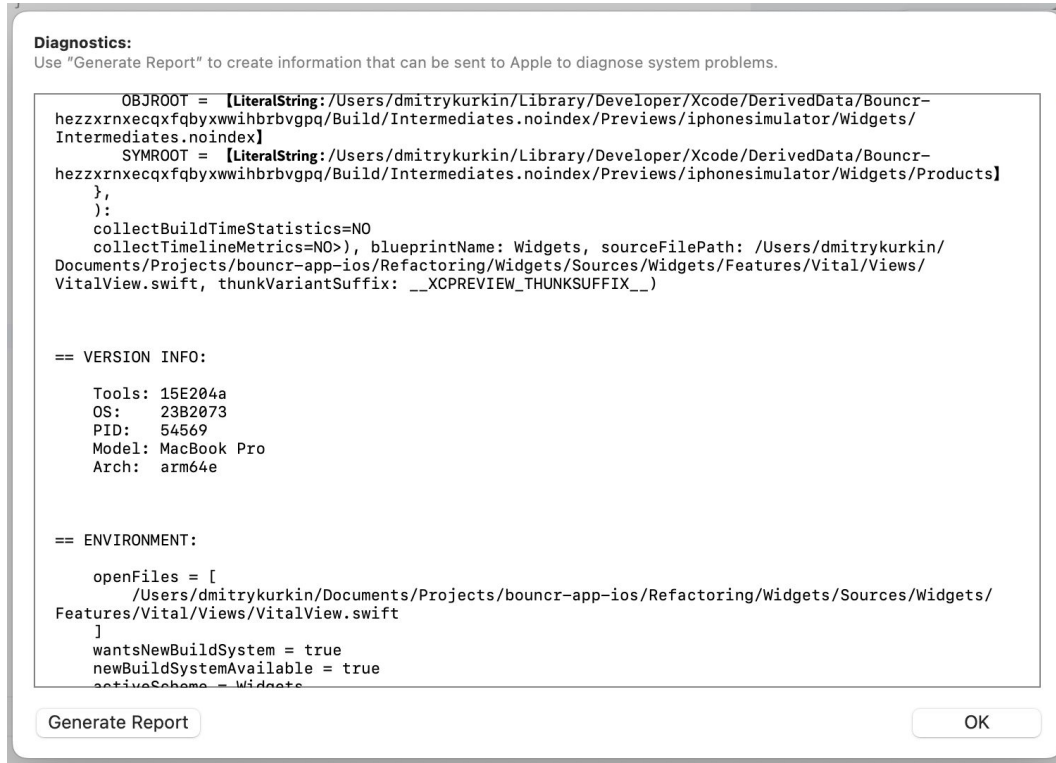 Diagnostics:
Use "Generate Report" to create information that can be sent to Apple to diagnose system problems.
OBJROOT = 【LiteralString:/Users/dmitrykurkin/Library/Developer/Xcode/DerivedData/Bouncr-
hezzxrnxecqxfqbyxwwihbrbvgpq/Build/Intermediates.noindex/Previews/iphonesimulator/Widgets/
Intermediates.noindex】
SYMROOT = 【LiteralString:/Users/dmitrykurkin/Library/Developer/Xcode/DerivedData/Bouncr-
hezzxrnxecqxfqbyxwwihbrbvgpq/Build/Intermediates.noindex/Previews/iphonesimulator/Widgets/Products】
},
):
collectBuildTimeStatistics=NO
collectTimelineMetrics=NO>), blueprintName: Widgets, sourceFilePath: /Users/dmitrykurkin/
Documents/Projects/bouncr-app-ios/Refactoring/Widgets/Sources/Widgets/Features/Vital/Views/
VitalView.swift, thunkVariantSuffix: __XCPREVIEW_THUNKSUFFIX__)
== VERSION INFO:
Tools: 15E204a
OS: 23B2073
PID: 54569
Model: MacBook Pro
Arch: arm64e
== ENVIRONMENT:
openFiles = [
/Users/dmitrykurkin/Documents/Projects/bouncr-app-ios/Refactoring/Widgets/Sources/Widgets/
Features/Vital/Views/VitalView.swift
]
wantsNewBuildSystem = true
newBuildSystemAvailable = true
activeScheme = Widgets
Generate Report
OK